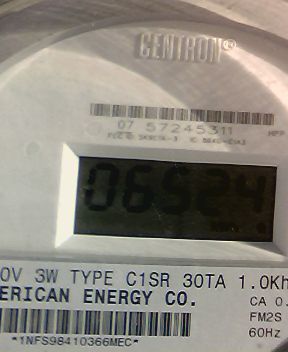 CENTRON®
07 57245311
HPP
06524
0V 3W TYPE C1SR 30TA 1.0Kh
ERICAN ENERGY CO.
CA 0.
FM2S
60Hz
*1NFS98410366MEC*